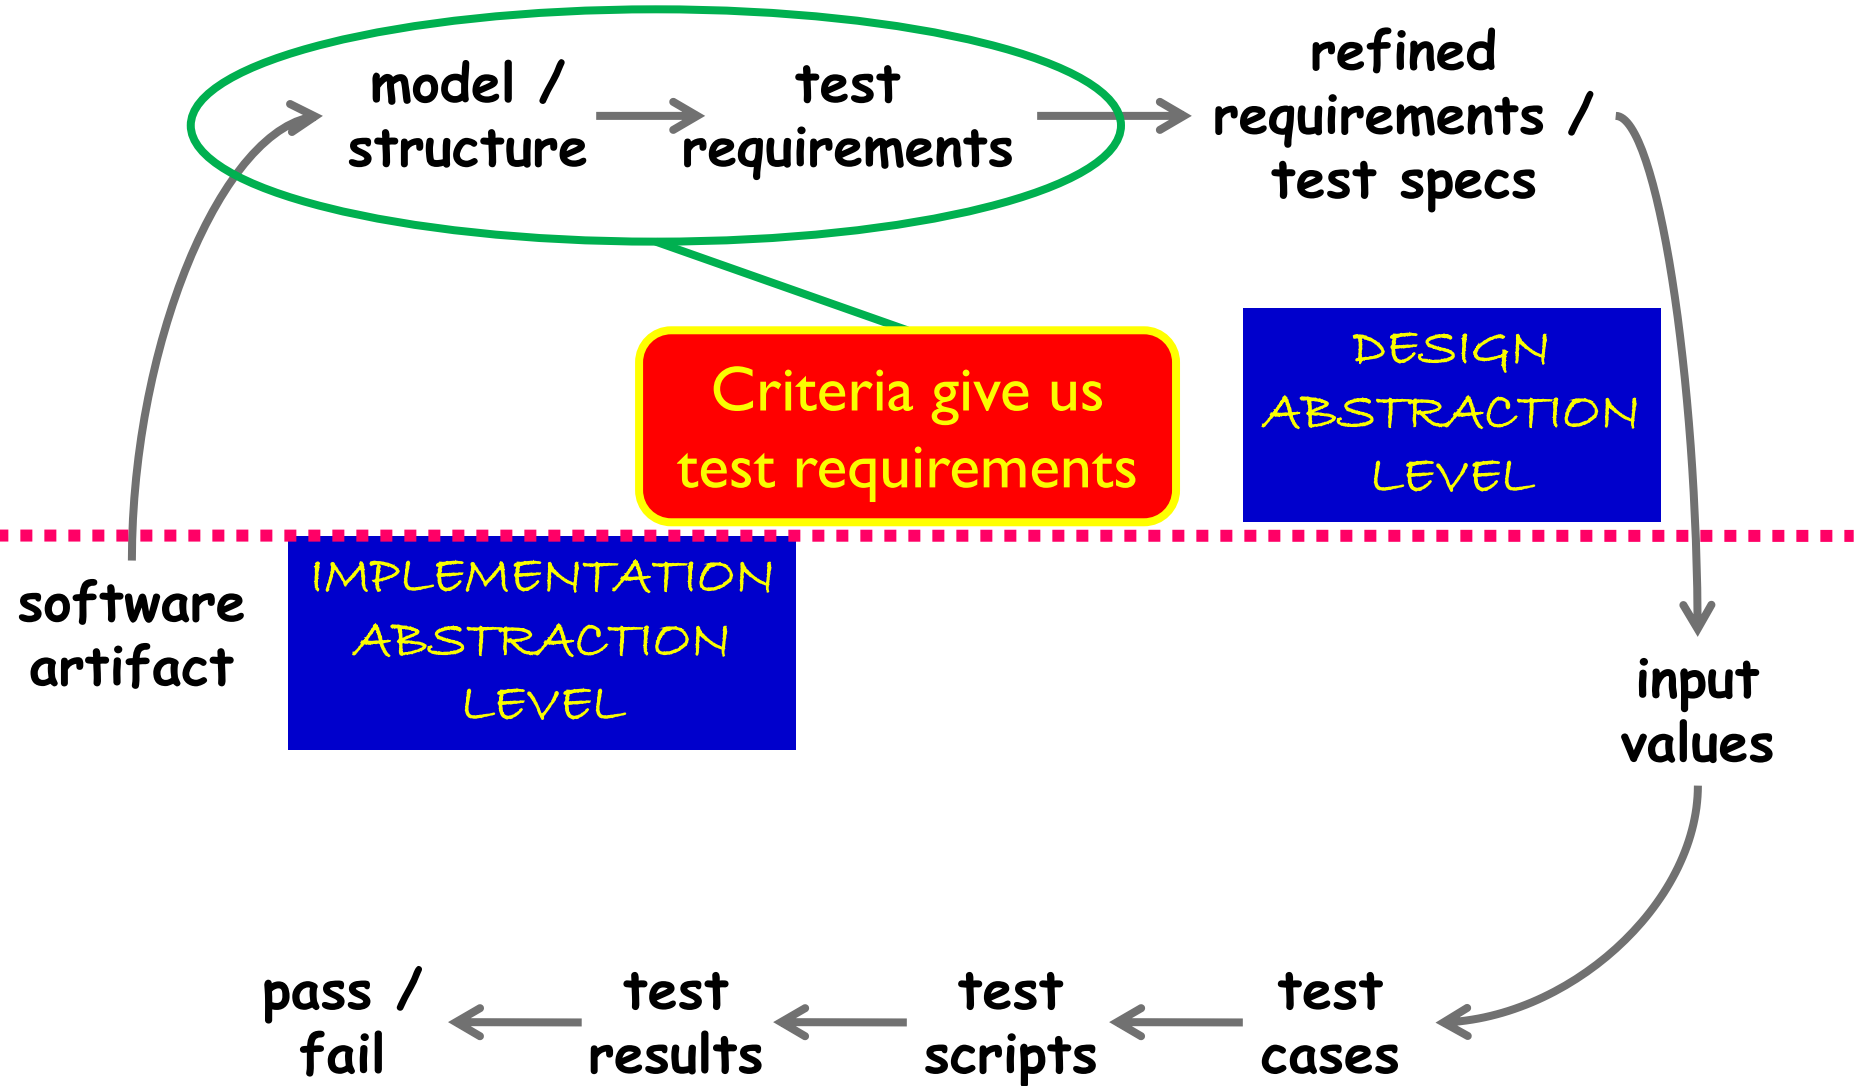 model /
structure
test
requirements
refined
requirements /
test specs
Criteria give us
test requirements
DESIGN
ABSTRACTION
LEVEL
IMPLEMENTATION
ABSTRACTION
LEVEL
software
artifact
input
values
pass /
fail
test
results
test
scripts
test
cases